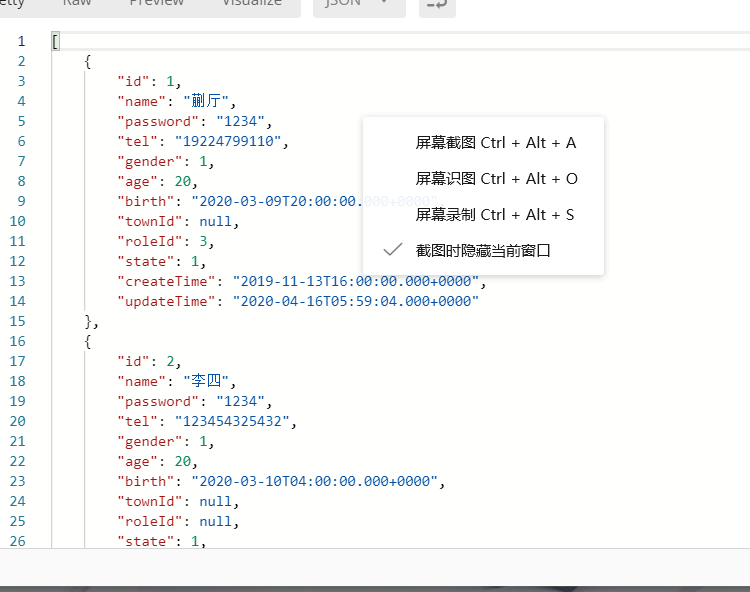 etty Raw Preview Visualize JSON
1 [
2 {
3 "id": 1,
4 "name": "蒯厅",
5 "password": "1234",
6 "tel": "19224799110",
7 "gender": 1,
8 "age": 20,
9 "birth": "2020-03-09T20:00:00.000+0000",
10 "townId": null,
11 "roleId": 3,
12 "state": 1,
13 "createTime": "2019-11-13T16:00:00.000+0000",
14 "updateTime": "2020-04-16T05:59:04.000+0000"
15 },
16 {
17 "id": 2,
18 "name": "李四",
19 "password": "1234",
20 "tel": "123454325432",
21 "gender": 1,
22 "age": 20,
23 "birth": "2020-03-10T04:00:00.000+0000",
24 "townId": null,
25 "roleId": null,
26 "state": 1,
屏幕截图 Ctrl + Alt + A
屏幕识图 Ctrl + Alt + O
屏幕录制 Ctrl + Alt + S
截图时隐藏当前窗口